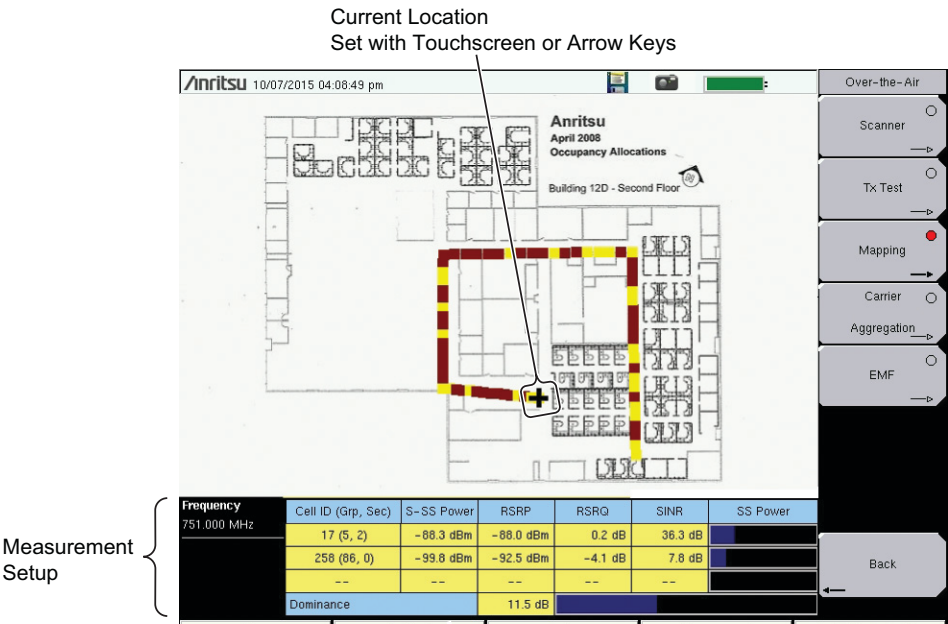 Current Location
Set with Touchscreen or Arrow Keys
Anritsu 10/07/2015 04:08:49 pm
Over-the-Air
Scanner
Tx Test
Mapping
Carrier
Aggregation
EMF
Back
Anritsu
April 2008
Occupancy Allocations
Building 12D - Second Floor
Measurement
Setup
Frequency
751.000 MHz
Cell ID (Grp, Sec) S-SS Power RSRP RSRQ SINR SS Power
17 (5, 2) -88.3 dBm -88.0 dBm 0.2 dB 36.3 dB
258 (86, 0) -99.8 dBm -92.5 dBm -4.1 dB 7.8 dB
-- -- -- -- --
Dominance 11.5 dB